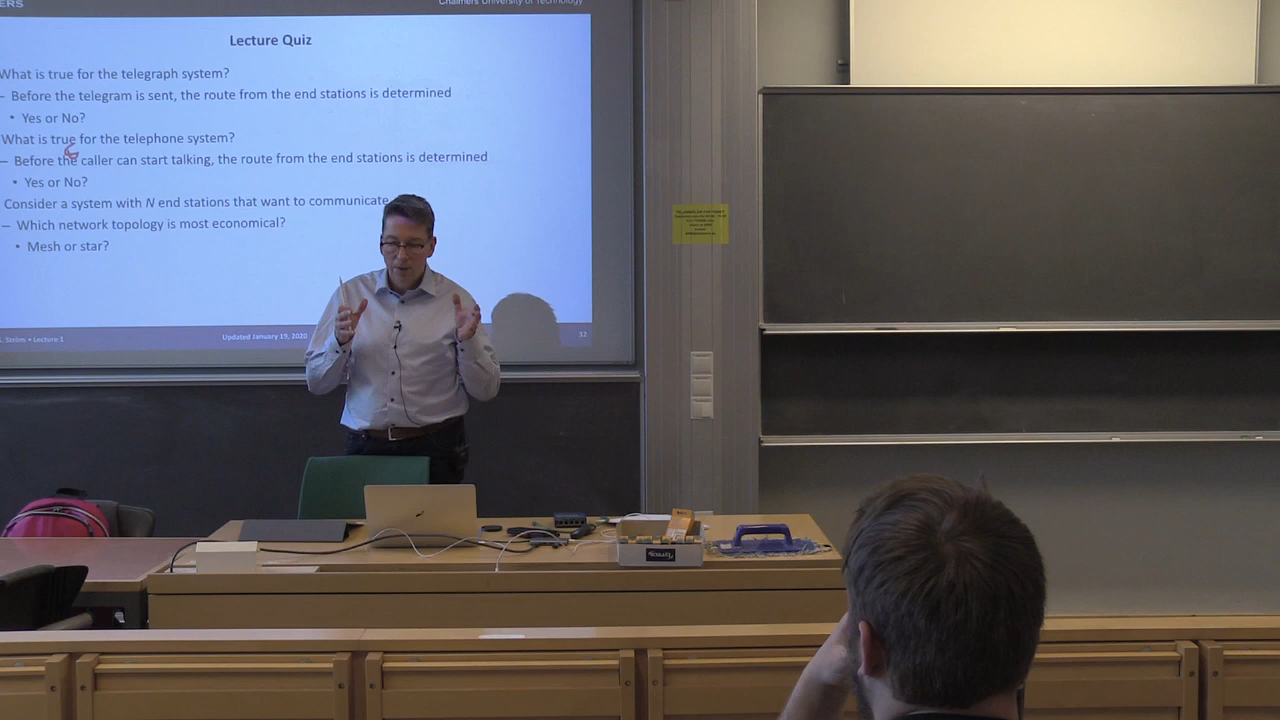 ERS
Chalmers University of Technology
Lecture Quiz
What is true for the telegraph system?
– Before the telegram is sent, the route from the end stations is determined
• Yes or No?
What is true for the telephone system?
– Before the caller can start talking, the route from the end stations is determined
• Yes or No?
Consider a system with N end stations that want to communicate
– Which network topology is most economical?
• Mesh or star?
Ström • Lecture 1
Updated January 19, 2020
32